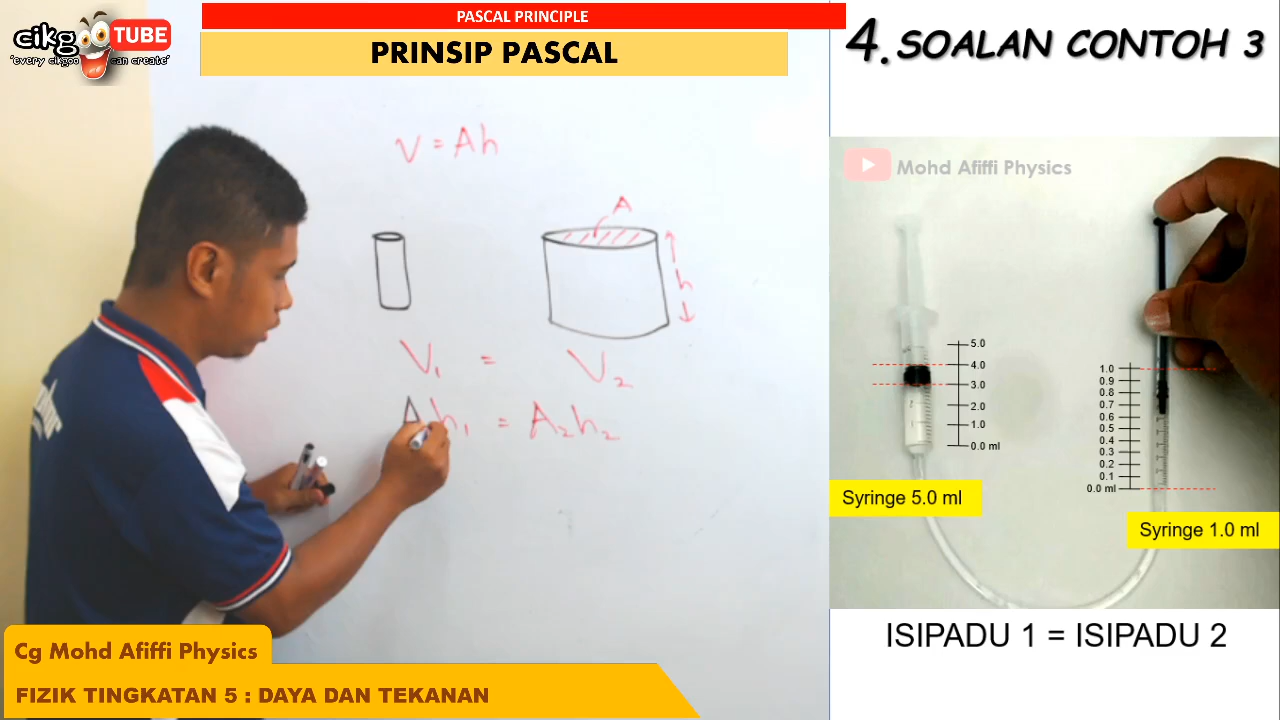 cikgooTUBE
'every cikgoo can create'
PASCAL PRINCIPLE
PRINSIP PASCAL
4. SOALAN CONTOH 3
V = Ah
A
h
V₁ = V₂
A h₁ = A₂h₂
Mohd Afiffi Physics
5.0
4.0
3.0
2.0
1.0
0.0 ml
1.0
0.9
0.8
0.7
0.6
0.5
0.4
0.3
0.2
0.1
0.0 ml
Syringe 5.0 ml
Syringe 1.0 ml
ISIPADU 1 = ISIPADU 2
Cg Mohd Afiffi Physics
FIZIK TINGKATAN 5 : DAYA DAN TEKANAN